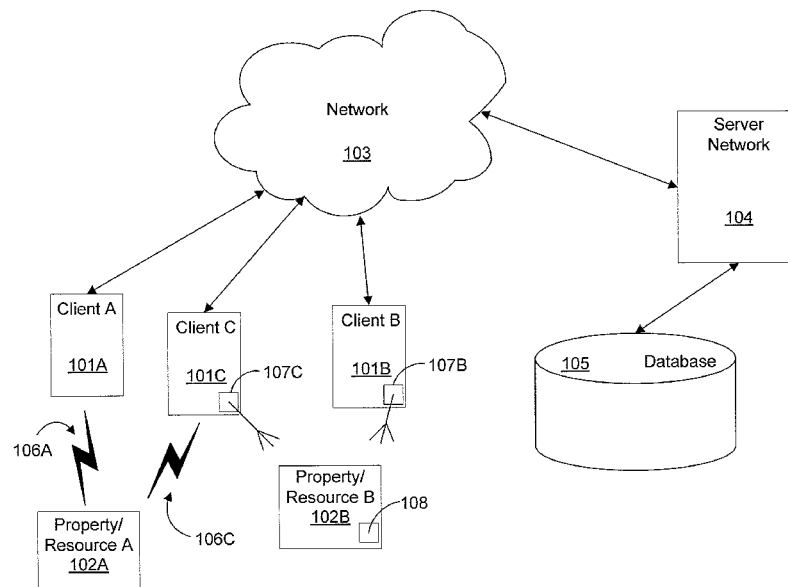 Network
103
Server
Network
104
Client A
101A
Client C
101C
107C
Client B
101B
107B
105 Database
106A
106C
Property/
Resource A
102A
Property/
Resource B
102B
108